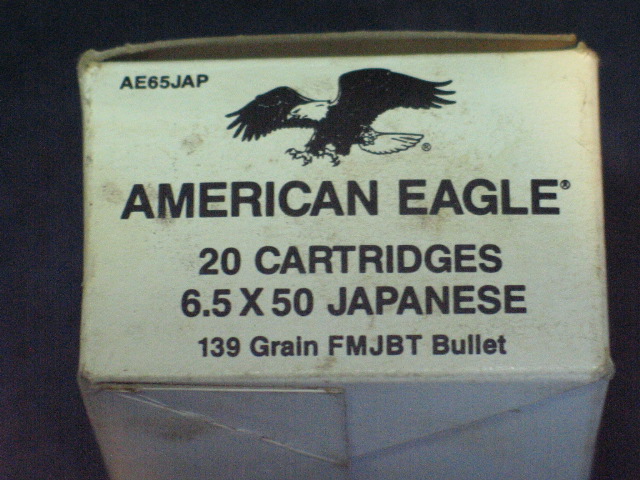 AE65JAP
®
AMERICAN EAGLE®
20 CARTRIDGES
6.5 X 50 JAPANESE
139 Grain FMJBT Bullet